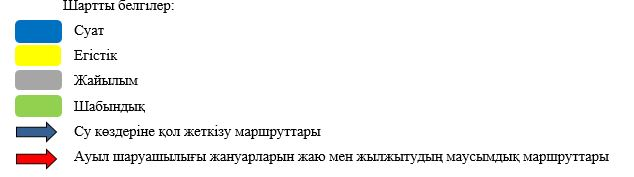 Шартты белгілер:
Суат
Егістік
Жайылым
Шабындық
Су көздеріне қол жеткізу маршруттары
Ауыл шаруашылығы жануарларын жаю мен жылжытудың маусымдық маршруттары